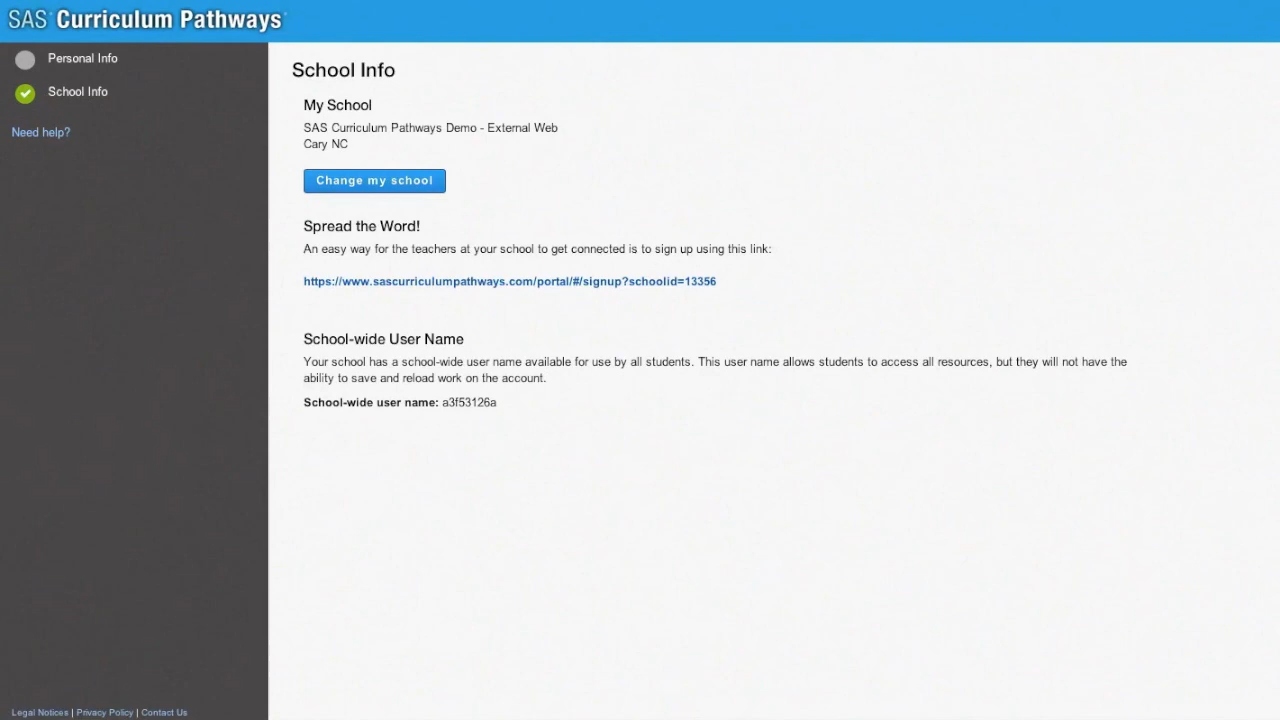 SAS® Curriculum Pathways®
Personal Info
School Info
Need help?
School Info
My School
SAS Curriculum Pathways Demo - External Web
Cary NC
Change my school
Spread the Word!
An easy way for the teachers at your school to get connected is to sign up using this link:
https://www.sascurriculumpathways.com/portal/#/signup?schoolid=13356
School-wide User Name
Your school has a school-wide user name available for use by all students. This user name allows students to access all resources, but they will not have the
ability to save and reload work on the account.
School-wide user name: a3f53126a
Legal Notices | Privacy Policy | Contact Us